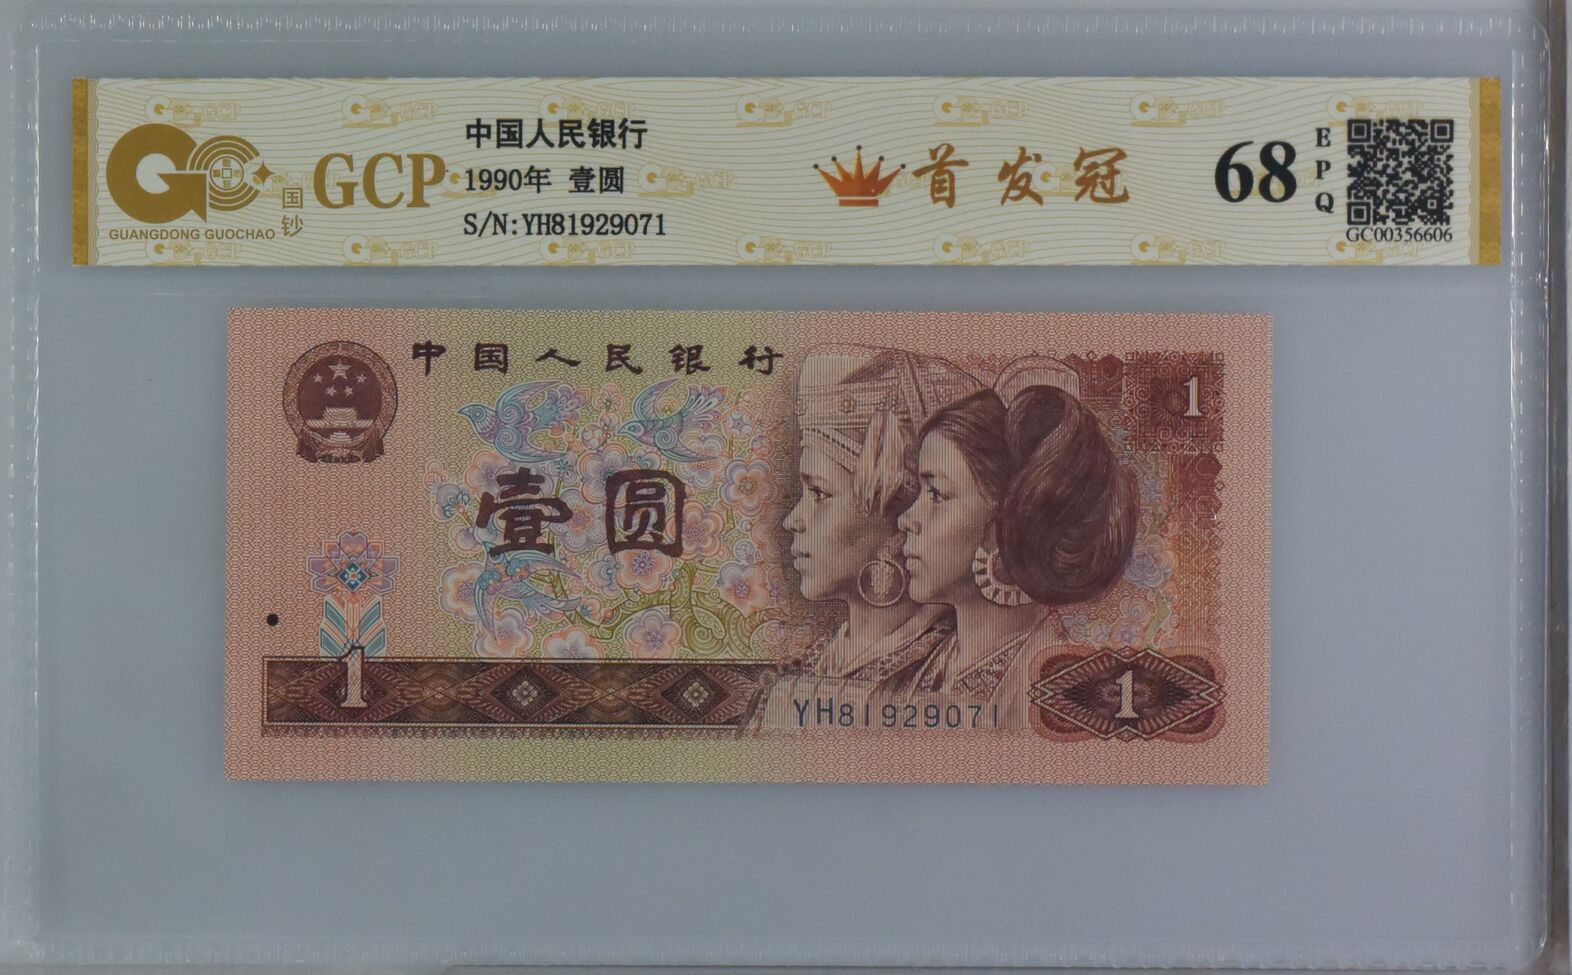 中国人民银行
1990年 壹圆
S/N:YH81929071
GCP
国钞
GUANGDONG GUOCHAO
首发冠
68
EPQ
GC00356606
中国人民银行
1
壹圆
1
YH81929071
1